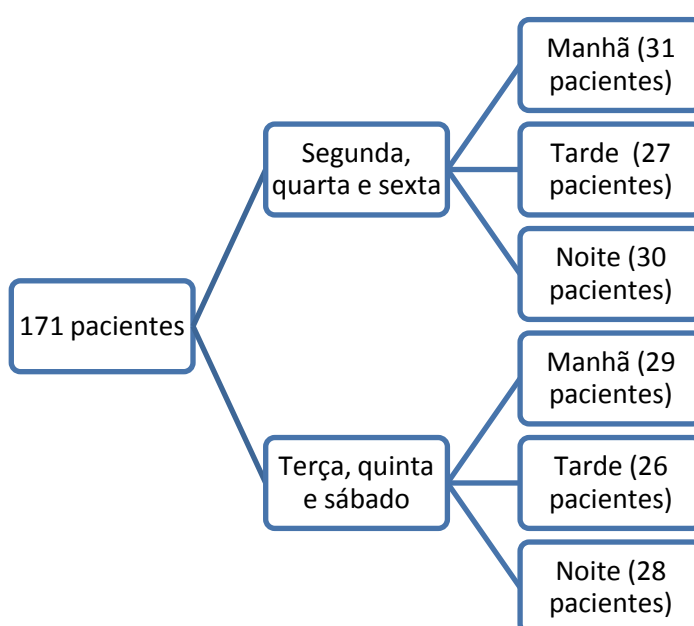 171 pacientes
Segunda,
quarta e sexta
Manhã (31
pacientes)
Tarde (27
pacientes)
Noite (30
pacientes)
Terça, quinta
e sábado
Manhã (29
pacientes)
Tarde (26
pacientes)
Noite (28
pacientes)